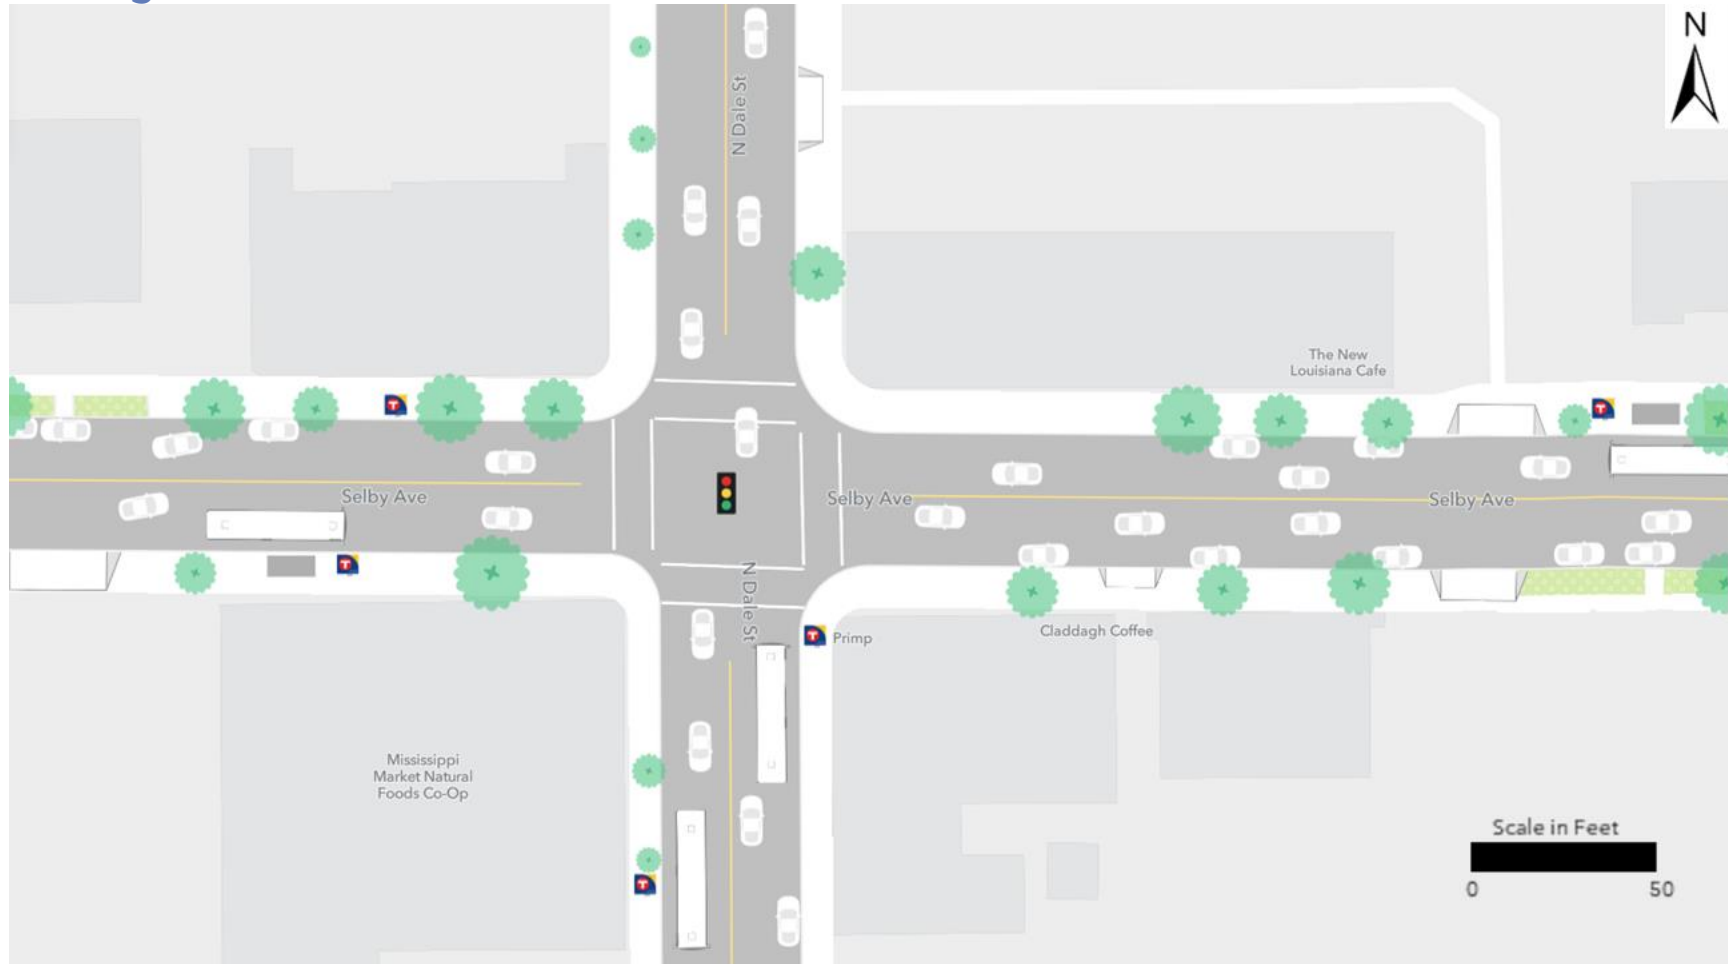 N
N Dale St
The New
Louisiana Cafe
T
T
Selby Ave
Selby Ave
Selby Ave
T
N Dale St
T
Primp
Claddagh Coffee
Mississippi
Market Natural
Foods Co-Op
T
Scale in Feet
0
50